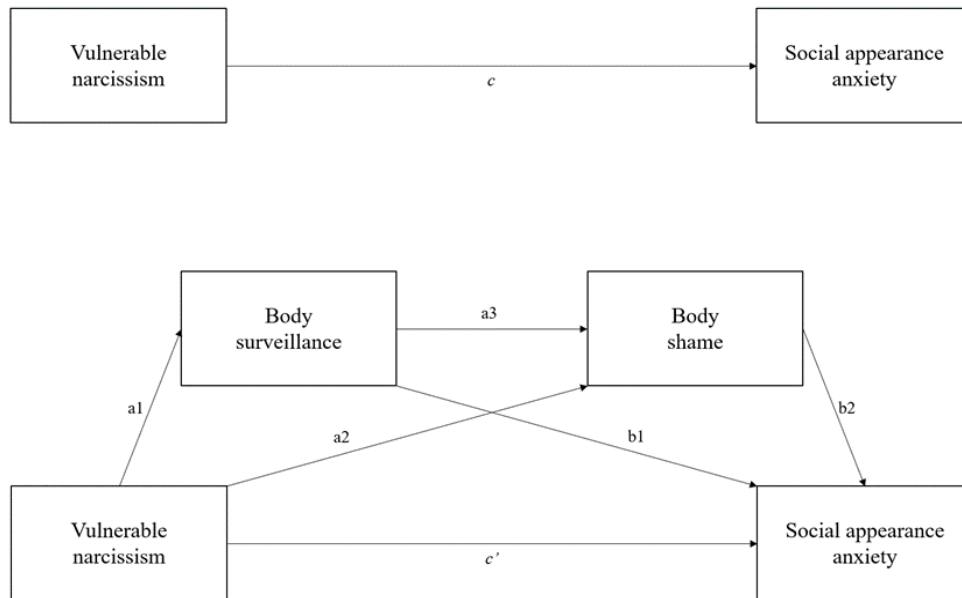 Vulnerable
narcissism
c
Social appearance
anxiety
Body
surveillance
a3
Body
shame
a1
a2
b1
b2
Vulnerable
narcissism
c’
Social appearance
anxiety